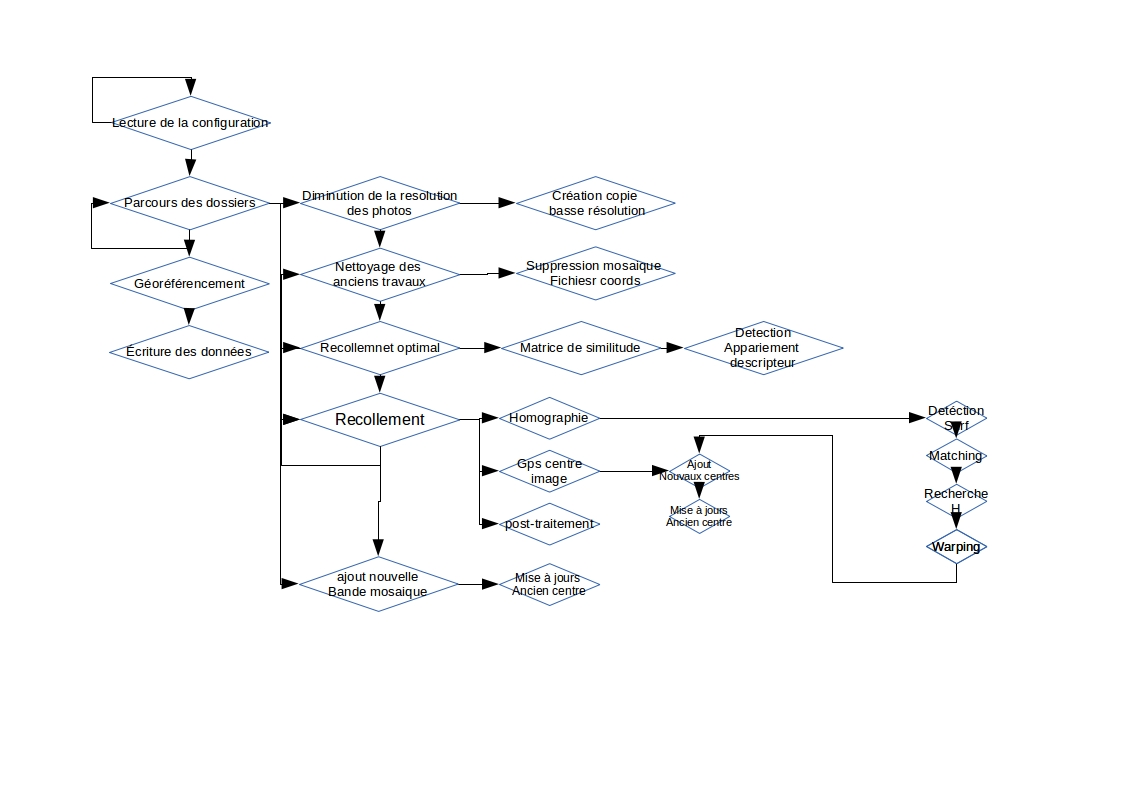 Lecture de la configuration
Parcours des dossiers
Diminution de la resolution
des photos
Création copie
basse résolution
Géoréférencement
Nettoyage des
anciens travaux
Suppression mosaique
Fichiesr coords
Écriture des données
Recollemnet optimal
Matrice de similitude
Detection
Appariement
descripteur
Recollement
Homographie
Detection
Surf
Gps centre
image
Ajout
Nouvaux centres
Matching
post-traitement
Mise à jours
Ancien centre
Recherche
H
Warping
ajout nouvelle
Bande mosaique
Mise à jours
Ancien centre